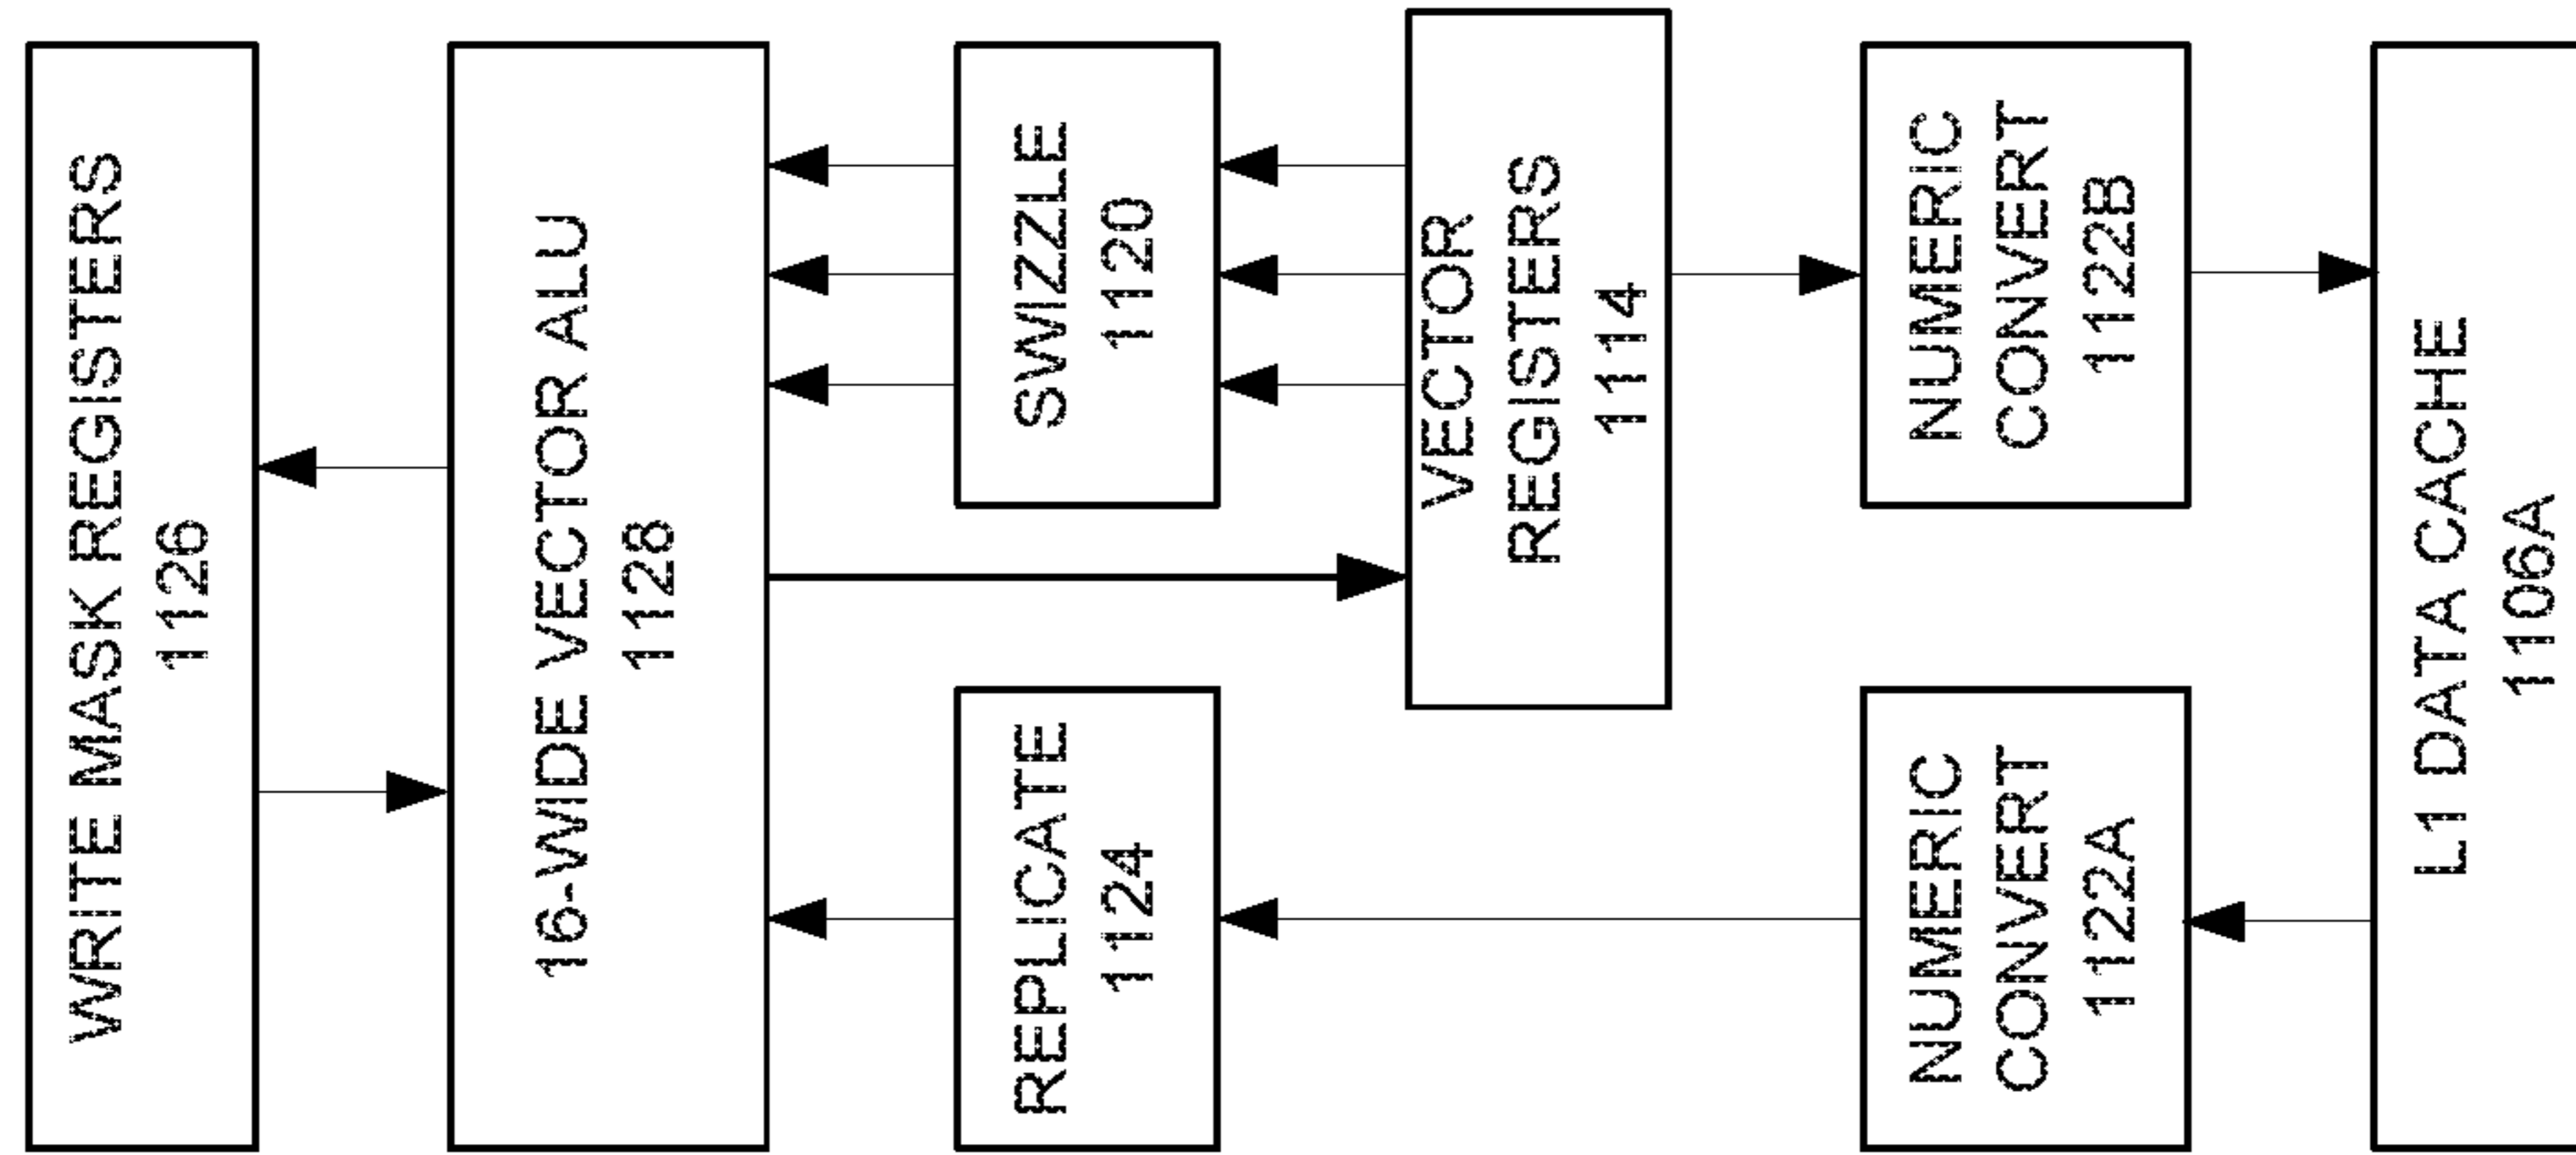 WRITE MASK REGISTERS
1126
16-WIDE VECTOR ALU
1128
REPLICATE
1124
SWIZZLE
1120
VECTOR
REGISTERS
1114
NUMERIC
CONVERT
1122A
NUMERIC
CONVERT
1122B
L1 DATA CACHE
1106A